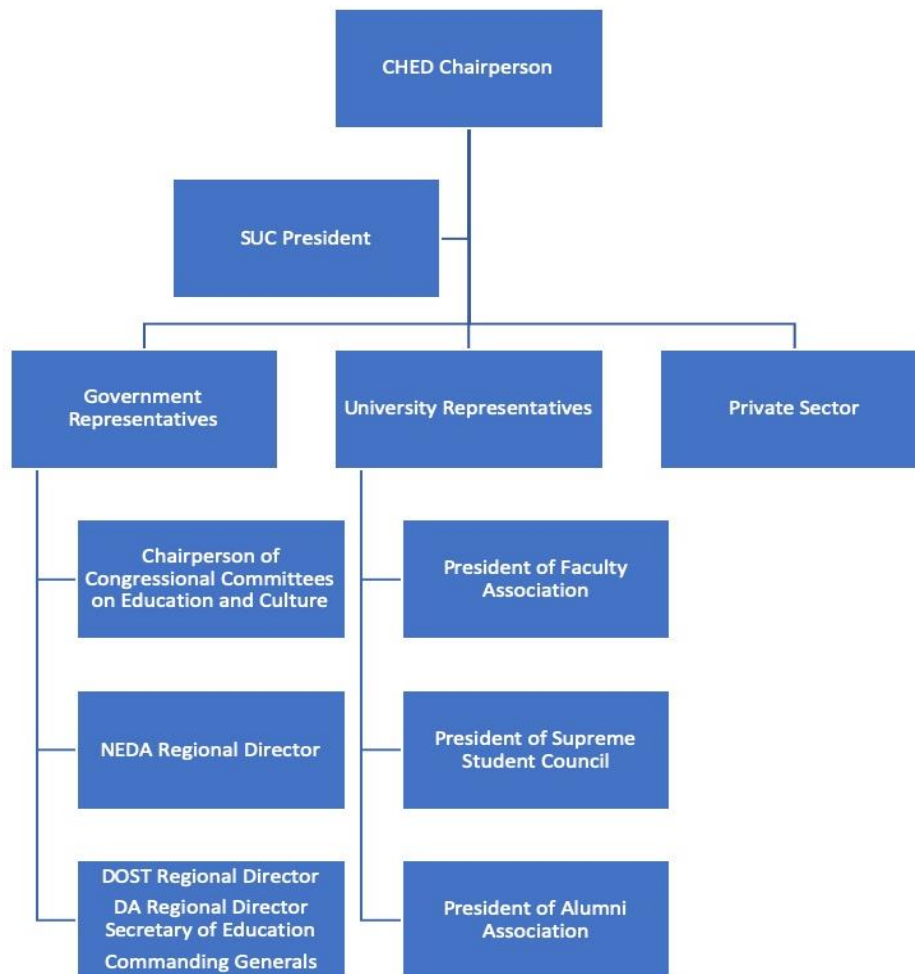 CHED Chairperson
SUC President
Government
Representatives
University Representatives
Private Sector
Chairperson of
Congressional Committees
on Education and Culture
President of Faculty
Association
NEDA Regional Director
President of Supreme
Student Council
DOST Regional Director
DA Regional Director
Secretary of Education
Commanding Generals
President of Alumni
Association